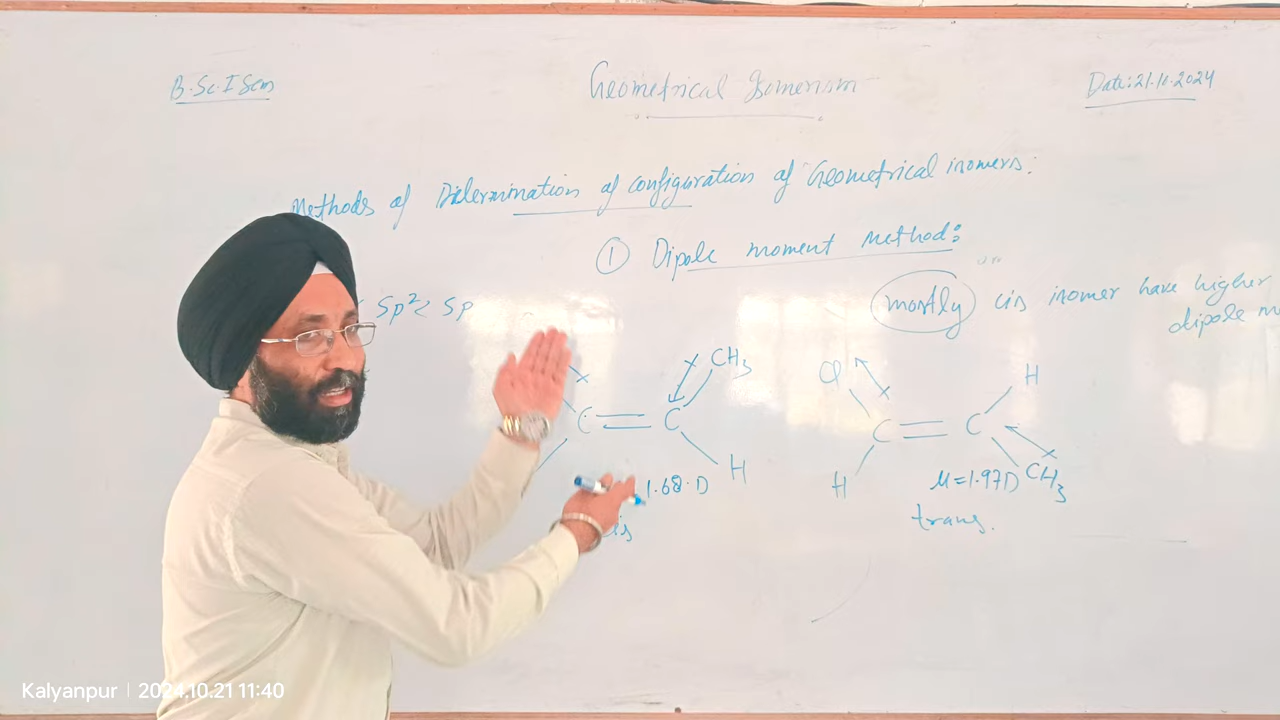 B.Sc. I Sem
Geometrical Isomerism
Date: 21.10.2024
Methods of Determination of configuration of Geometrical isomers:
① Dipole moment Method:
Sp²< Sp
mostly cis isomer have higher
dipole m
CH₃
C = C
H
1.68 D
is
Cl
H
C = C
H
CH₃
μ=1.97D
trans.
Kalyanpur | 2024.10.21 11:40